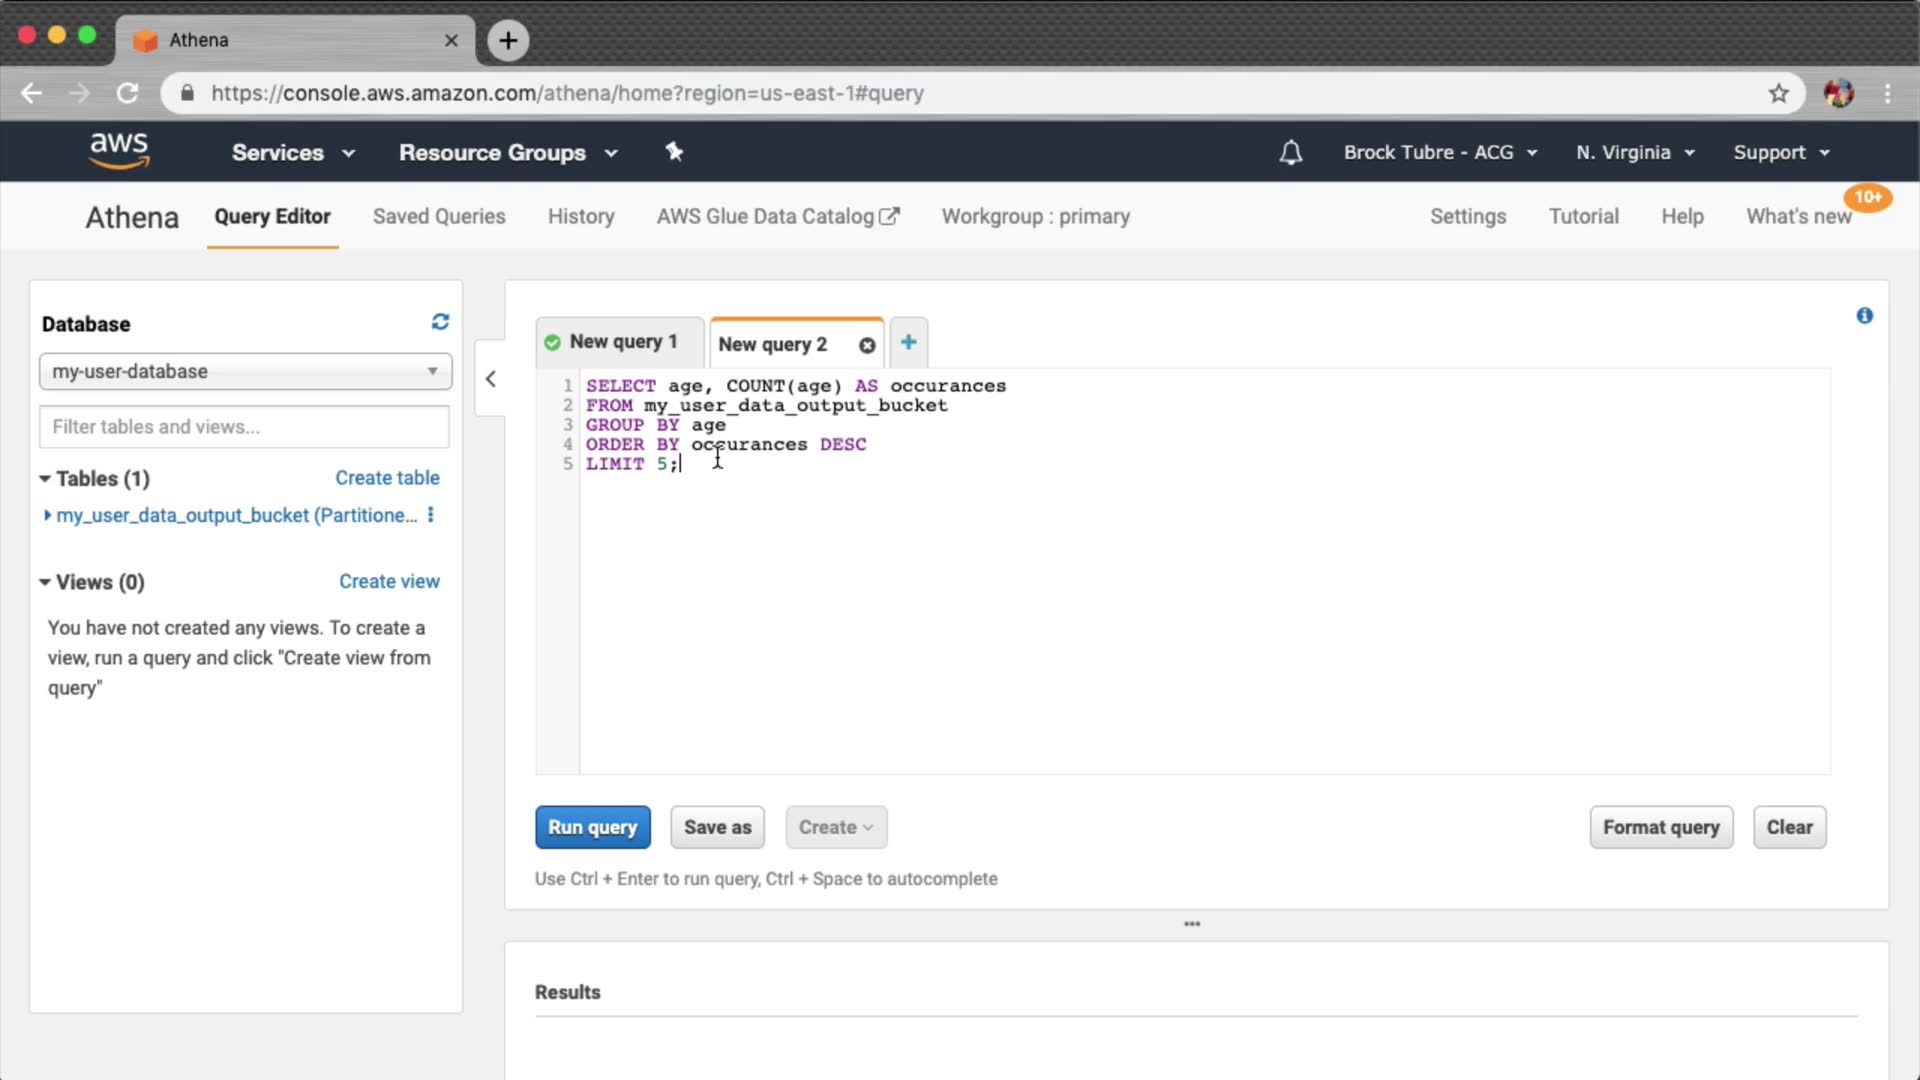 Athena
https://console.aws.amazon.com/athena/home?region=us-east-1#query
aws
Services
Resource Groups
Brock Tubre - ACG
N. Virginia
Support
Athena
Query Editor
Saved Queries
History
AWS Glue Data Catalog
Workgroup : primary
Settings
Tutorial
Help
What's new
10+
Database
my-user-database
Filter tables and views...
Tables (1)
Create table
my_user_data_output_bucket (Partitione...
Views (0)
Create view
You have not created any views. To create a
view, run a query and click "Create view from
query"
New query 1
New query 2
1 SELECT age, COUNT(age) AS occurances
2 FROM my_user_data_output_bucket
3 GROUP BY age
4 ORDER BY occurances DESC
5 LIMIT 5;
Run query
Save as
Create
Format query
Clear
Use Ctrl + Enter to run query, Ctrl + Space to autocomplete
Results